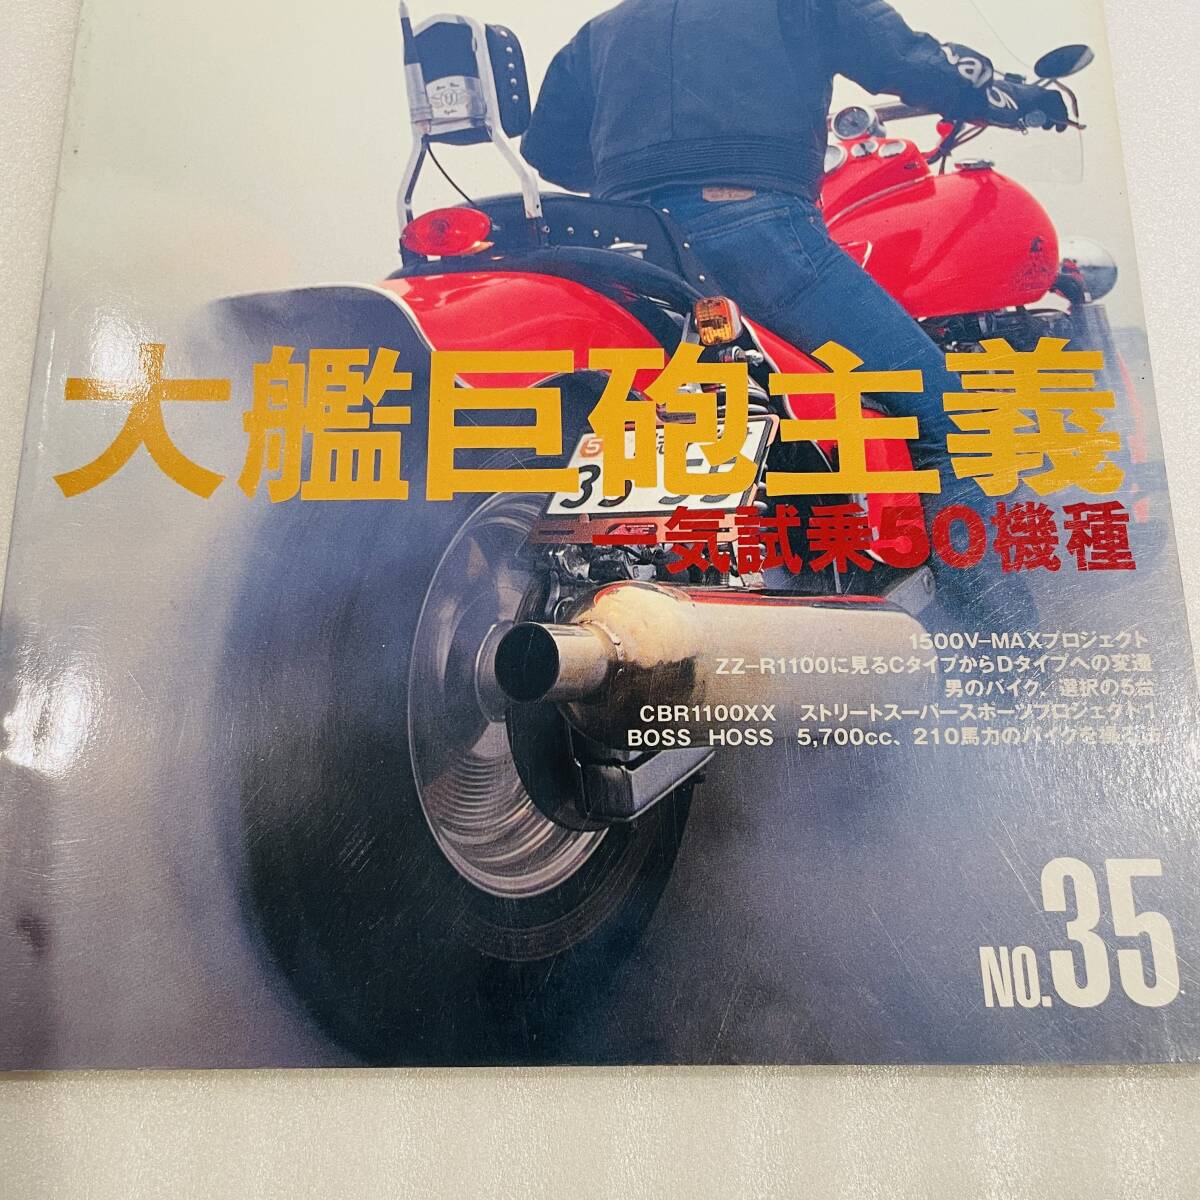 大艦巨砲主義
一気試乗50機種
1500V-MAXプロジェクト
ZZ-R1100に見るCタイプからDタイプへの変遷
男のバイク、選択の5台
CBR1100XX ストリートスーパースポーツプロジェクト1
BOSS HOSS 5,700cc、210馬力のバイクを
NO.35